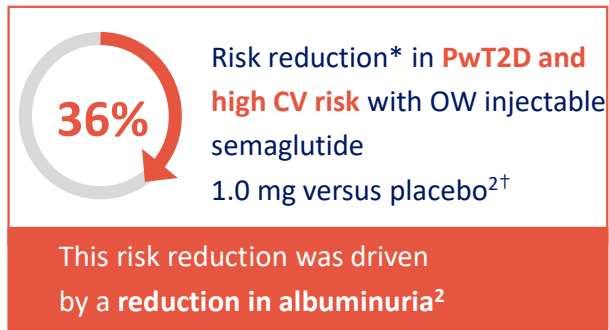 36%
Risk reduction* in PwT2D and
high CV risk with OW injectable
semaglutide
1.0 mg versus placebo²†
This risk reduction was driven
by a reduction in albuminuria²